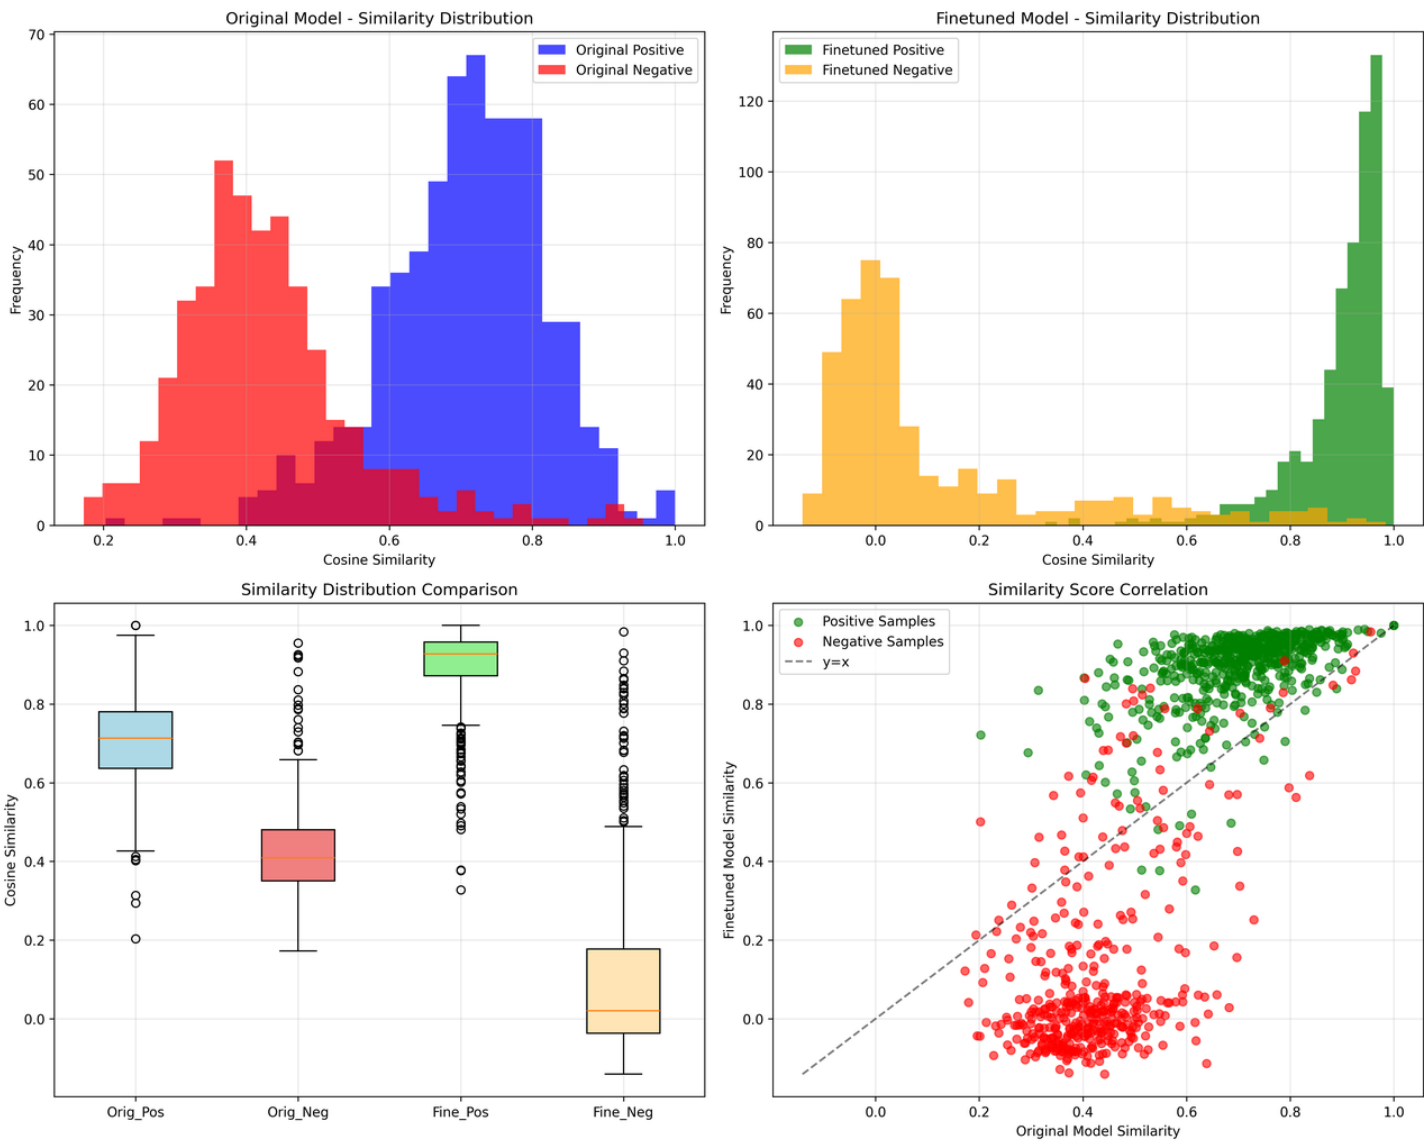 Original Model - Similarity Distribution
70
60
50
40
30
20
10
0
Frequency
0.2 0.4 0.6 0.8 1.0
Cosine Similarity
Original Positive
Original Negative
Finetuned Model - Similarity Distribution
120
100
80
60
40
20
0
Frequency
0.0 0.2 0.4 0.6 0.8 1.0
Cosine Similarity
Finetuned Positive
Finetuned Negative
Similarity Distribution Comparison
1.0
0.8
0.6
0.4
0.2
0.0
Cosine Similarity
Orig_Pos Orig_Neg Fine_Pos Fine_Neg
Similarity Score Correlation
Positive Samples
Negative Samples
y=x
1.0
0.8
0.6
0.4
0.2
0.0
Finetuned Model Similarity
0.0 0.2 0.4 0.6 0.8 1.0
Original Model Similarity